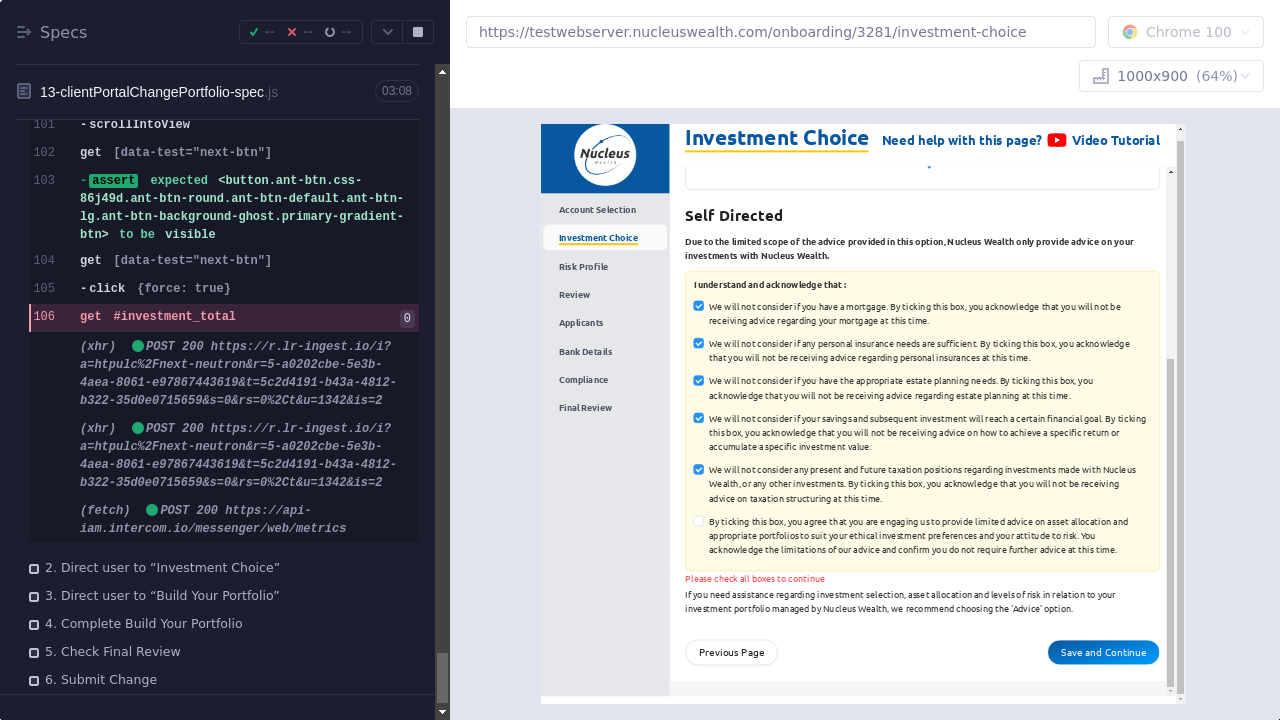 Specs
--
--
--
https://testwebserver.nucleuswealth.com/onboarding/3281/investment-choice
Chrome 100
1000x900 (64%)
13-clientPortalChangePortfolio-spec.js
03:08
101 -scrollIntoView
102 get [data-test="next-btn"]
103 -assert expected <button.ant-btn.css-
86j49d.ant-btn-round.ant-btn-default.ant-btn-
lg.ant-btn-background-ghost.primary-gradient-
btn> to be visible
104 get [data-test="next-btn"]
105 -click {force: true}
106 get #investment_total 0
(xhr) POST 200 https://r.lr-ingest.io/i?
a=htpulc%2Fnext-neutron&r=5-a0202cbe-5e3b-
4aea-8061-e97867443619&t=5c2d4191-b43a-4812-
b322-35d0e0715659&s=0&rs=0%2Ct&u=1342&is=2
(xhr) POST 200 https://r.lr-ingest.io/i?
a=htpulc%2Fnext-neutron&r=5-a0202cbe-5e3b-
4aea-8061-e97867443619&t=5c2d4191-b43a-4812-
b322-35d0e0715659&s=0&rs=0%2Ct&u=1342&is=2
(fetch) POST 200 https://api-
iam.intercom.io/messenger/web/metrics
2. Direct user to “Investment Choice”
3. Direct user to “Build Your Portfolio”
4. Complete Build Your Portfolio
5. Check Final Review
6. Submit Change
Nucleus
Wealth
Account Selection
Investment Choice
Risk Profile
Review
Applicants
Bank Details
Compliance
Final Review
Investment Choice
Need help with this page? Video Tutorial
Self Directed
Due to the limited scope of the advice provided in this option, Nucleus Wealth only provide advice on your
investments with Nucleus Wealth.
I understand and acknowledge that :
We will not consider if you have a mortgage. By ticking this box, you acknowledge that you will not be
receiving advice regarding your mortgage at this time.
We will not consider if any personal insurance needs are sufficient. By ticking this box, you acknowledge
that you will not be receiving advice regarding personal insurances at this time.
We will not consider if you have the appropriate estate planning needs. By ticking this box, you
acknowledge that you will not be receiving advice regarding estate planning at this time.
We will not consider if your savings and subsequent investment will reach a certain financial goal. By ticking
this box, you acknowledge that you will not be receiving advice on how to achieve a specific return or
accumulate a specific investment value.
We will not consider any present and future taxation positions regarding investments made with Nucleus
Wealth, or any other investments. By ticking this box, you acknowledge that you will not be receiving
advice on taxation structuring at this time.
By ticking this box, you agree that you are engaging us to provide limited advice on asset allocation and
appropriate portfolios to suit your ethical investment preferences and your attitude to risk. You
acknowledge the limitations of our advice and confirm you do not require further advice at this time.
Please check all boxes to continue
If you need assistance regarding investment selection, asset allocation and levels of risk in relation to your
investment portfolio managed by Nucleus Wealth, we recommend choosing the 'Advice' option.
Previous Page
Save and Continue